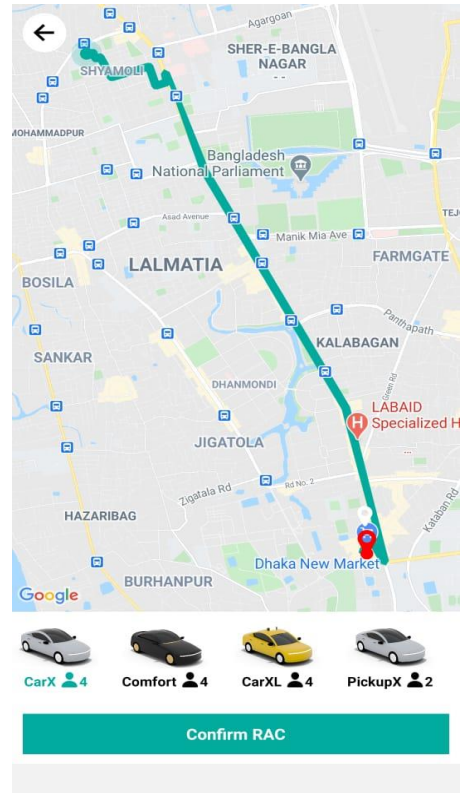 Agargoan
SHER-E-BANGLA
NAGAR
SHYAMOLI
MOHAMMADPUR
Bangladesh
National Parliament
TEJ
Asad Avenue
Manik Mia Ave
LALMATIA
FARMGATE
BOSILA
Panthapath
KALABAGAN
SANKAR
DHANMONDI
Green Rd
LABAID
Specialized H
JIGATOLA
Rd No. 2
Zigatala Rd
Kataban Rd
HAZARIBAG
Dhaka New Market
BURHANPUR
Google
CarX 4 Comfort 4 CarXL 4 PickupX 2
Confirm RAC